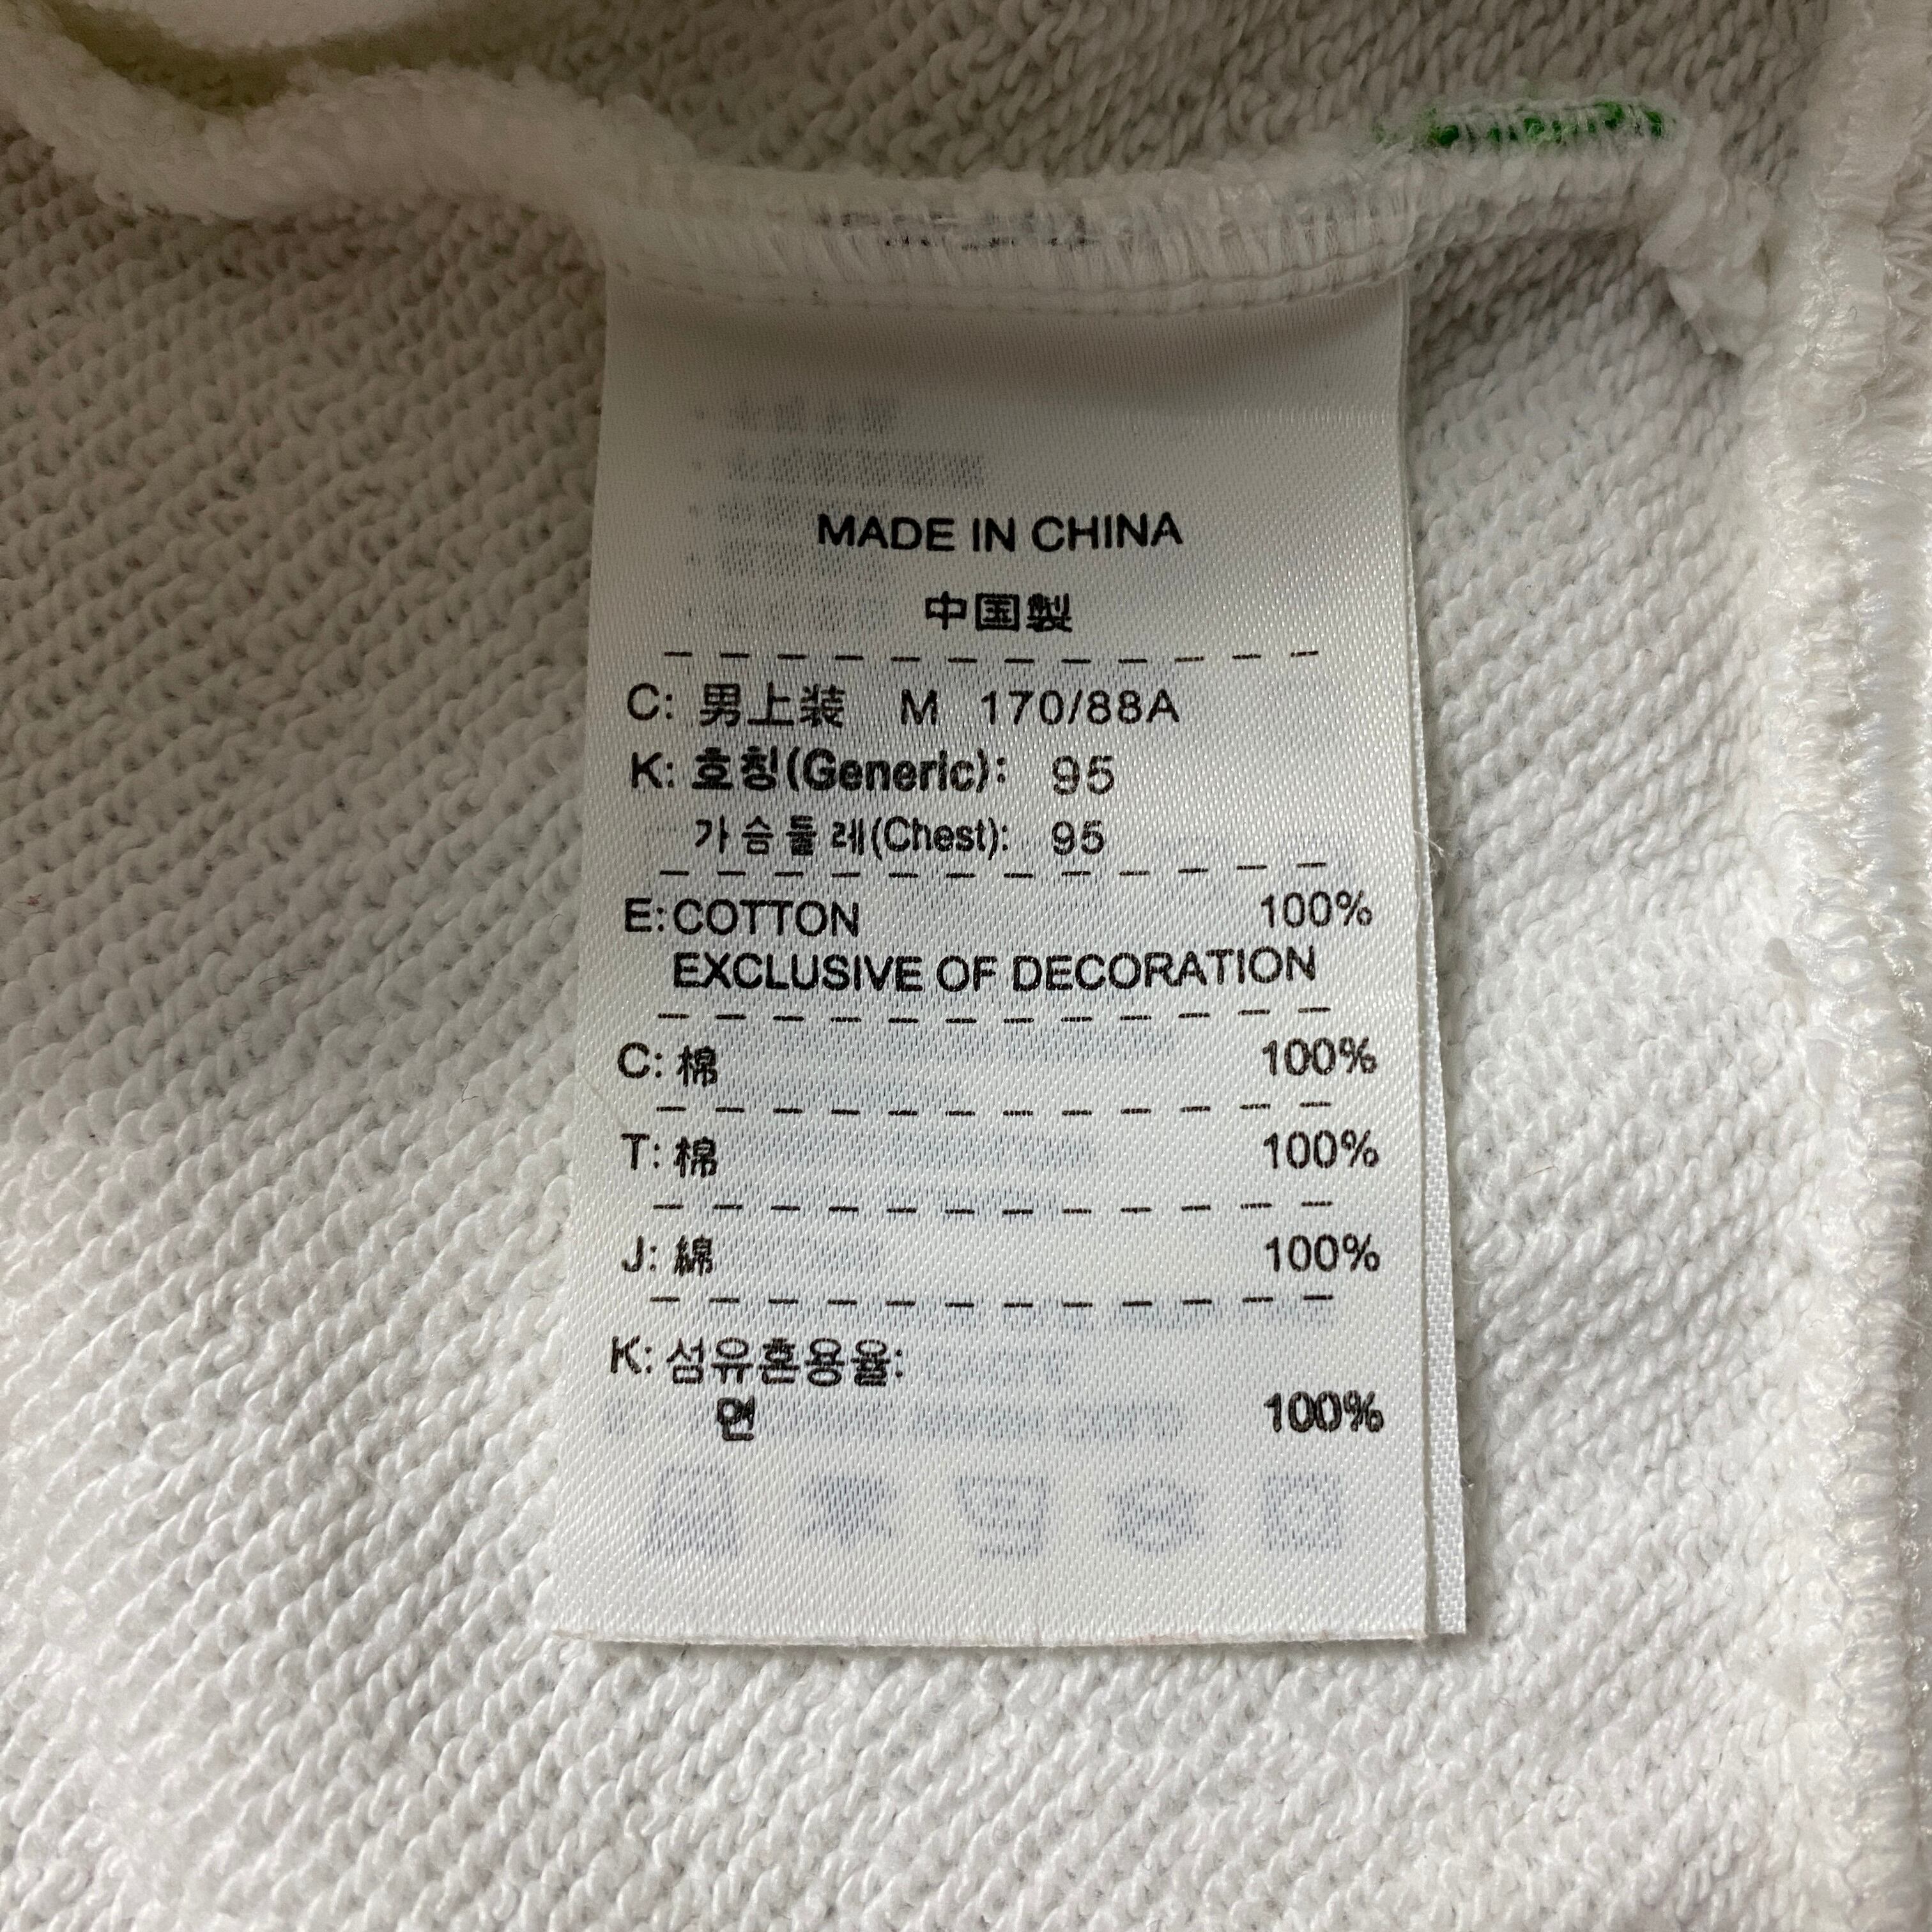 MADE IN CHINA
中国製
C: 男上装 M 170/88A
K: 호칭(Generic): 95
가슴둘레(Chest): 95
E:COTTON 100%
EXCLUSIVE OF DECORATION
C: 棉 100%
T: 棉 100%
J: 綿 100%
K: 섬유혼용율:
면 100%